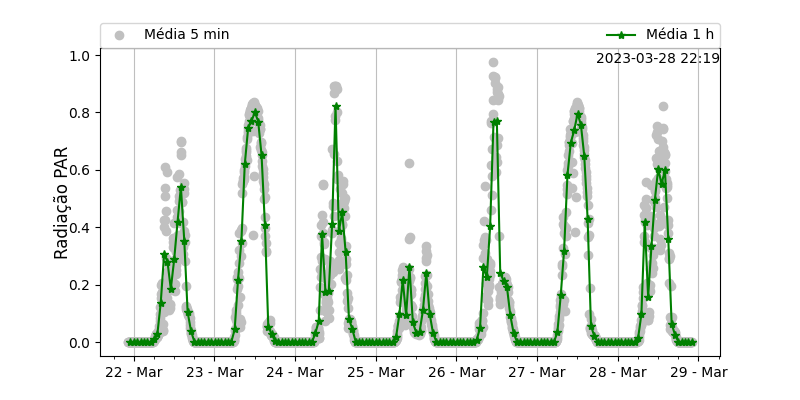 Média 5 min
Média 1 h
2023-03-28 22:19
1.0
0.8
0.6
0.4
0.2
0.0
Radiação PAR
22 - Mar
23 - Mar
24 - Mar
25 - Mar
26 - Mar
27 - Mar
28 - Mar
29 - Mar